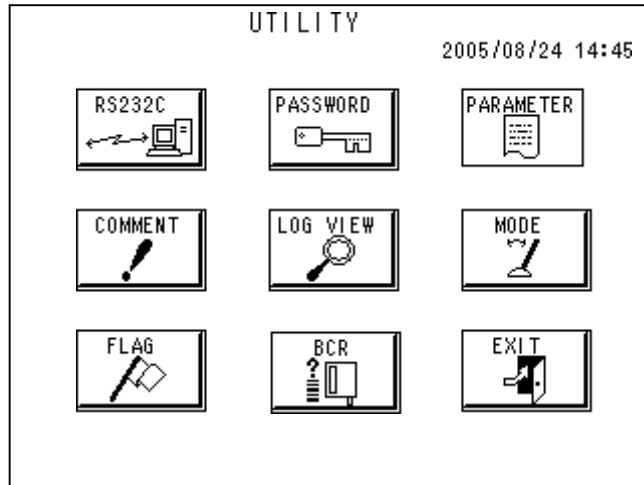 UTILITY
2005/08/24 14:45
RS232C
PASSWORD
PARAMETER
COMMENT
LOG VIEW
MODE
FLAG
BCR
?
EXIT